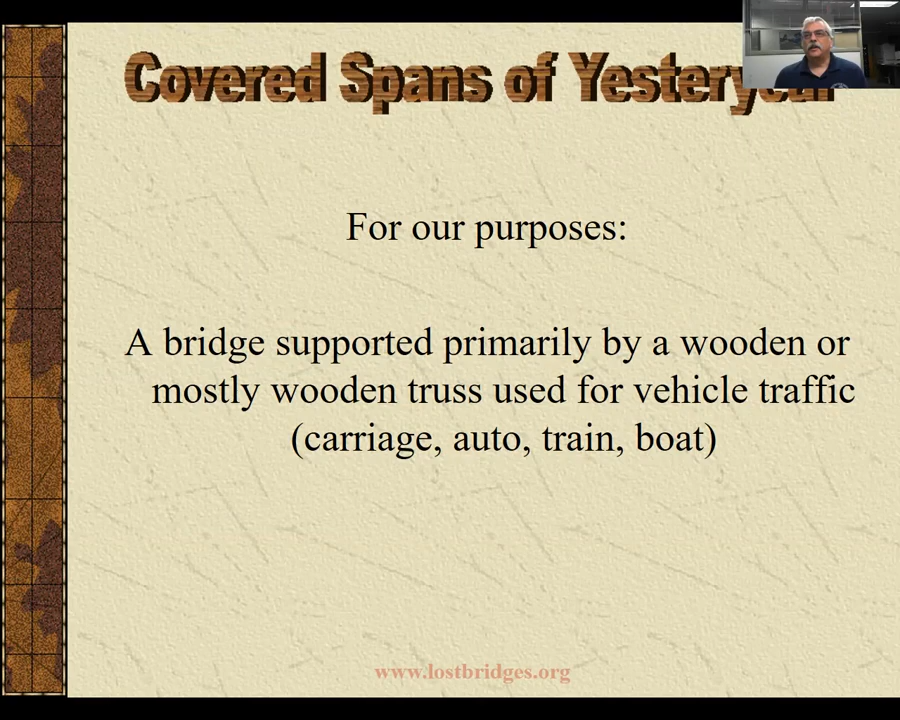 Covered Spans of Yesteryear
For our purposes:
A bridge supported primarily by a wooden or
mostly wooden truss used for vehicle traffic
(carriage, auto, train, boat)
www.lostbridges.org